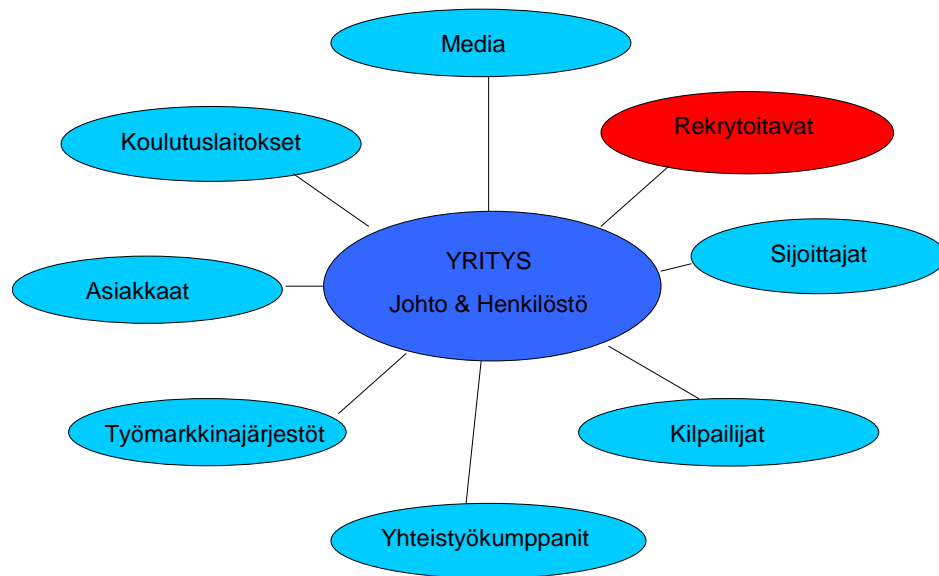 Media
Rekrytoitavat
Koulutuslaitokset
Sijoittajat
YRITYS
Johto & Henkilöstö
Asiakkaat
Työmarkkinajärjestöt
Kilpailijat
Yhteistyökumppanit